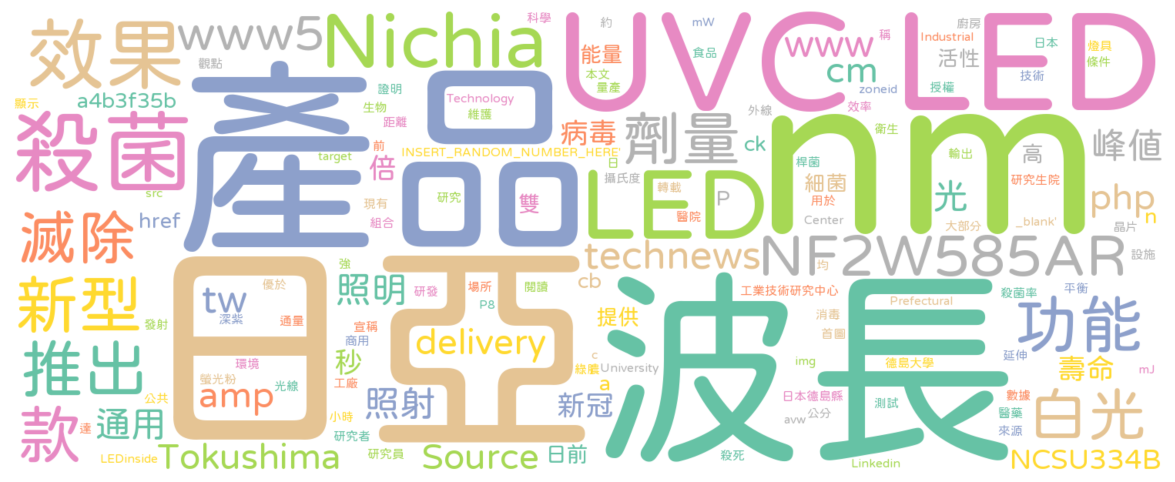 效果
www5
Nichia
UVC LED
www
cm
能量
本文
量產
約
mW
食品
稱
Industrial
科學
廚房
活性
日本
技術
燈具
條件
授權
zoneid
效率
觀點
顯示
a4b3f35b
殺菌
產品
證明
生物
距離
Technology
維護
前
target
倍
INSERT_RANDOM_NUMBER_HERE'
病毒
劑量
ck
外線
衛生
nm
峰值
高
輸出
桿菌
細菌
用於
研究生院
src
日
攝氏度
轉載
醫院
LED
P
光
php
n
Center
大部分
_blank'
晶片
設施
研究
雙
現有
組合
滅除
href
technews
NF2W585AR
日亞
波長
強
照明
研發
場所
P8
閱讀
cb
均
工業技術研究中心
Prefectural
殺菌率
平衡
消毒
首圖
新型
tw
深紫
優於
通量
發射
宣稱
商用
delivery
提供
功能
延伸
推出
環境
螢光粉
光線
秒
工廠
amp
c
綠膿
a
University
img
德島大學
壽命
mJ
公共
款
達
通用
小時
照射
新冠
日本德島縣
avw
公分
測試
數據
醫藥
來源
白光
LEDinside
Tokushima
研究者
研究員
Source
日前
殺死
Linkedin
NCSU334B